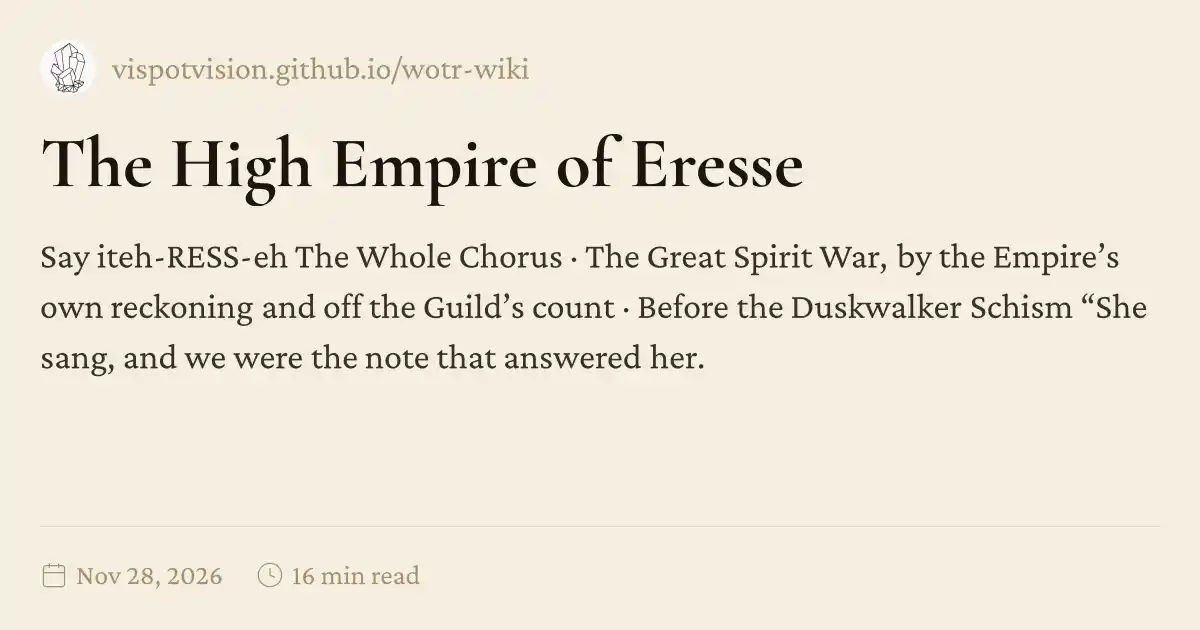 vispotvision.github.io/wotr-wiki
The High Empire of Eresse
Say iteh-RESS-eh The Whole Chorus · The Great Spirit War, by the Empire’s
own reckoning and off the Guild’s count · Before the Duskwalker Schism “She
sang, and we were the note that answered her.
Nov 28, 2026
16 min read